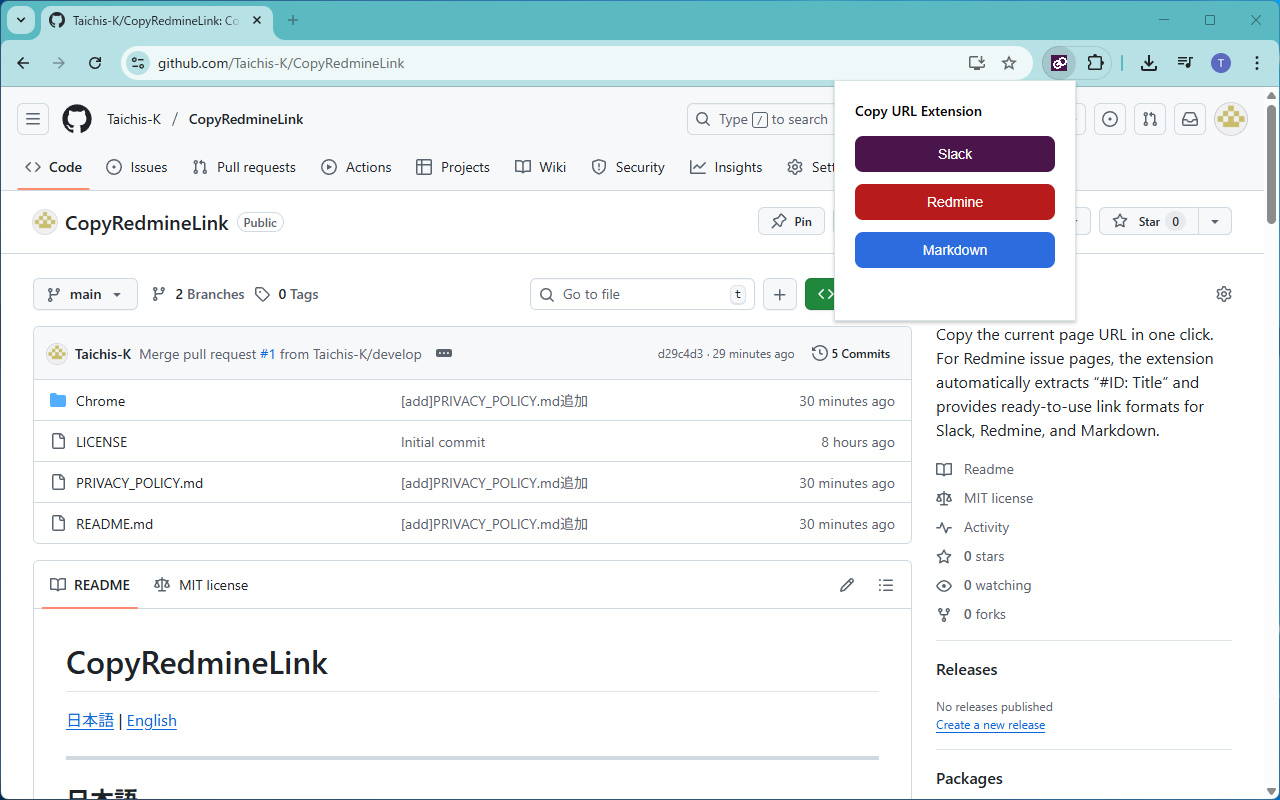 Taichis-K/CopyRedmineLink: Co
github.com/Taichis-K/CopyRedmineLink
T
Copy URL Extension
Slack
Redmine
Markdown
Taichis-K / CopyRedmineLink
Type / to search
Code
Issues
Pull requests
Actions
Projects
Wiki
Security
Insights
Sett
CopyRedmineLink
Public
Pin
Star 0
main
2 Branches
0 Tags
Go to file
t
Taichis-K Merge pull request #1 from Taichis-K/develop
d29c4d3 · 29 minutes ago
5 Commits
Chrome [add]PRIVACY_POLICY.md追加 30 minutes ago
LICENSE Initial commit 8 hours ago
PRIVACY_POLICY.md [add]PRIVACY_POLICY.md追加 30 minutes ago
README.md [add]PRIVACY_POLICY.md追加 30 minutes ago
README
MIT license
CopyRedmineLink
日本語 | English
日本語
Copy the current page URL in one click.
For Redmine issue pages, the extension
automatically extracts “#ID: Title” and
provides ready-to-use link formats for
Slack, Redmine, and Markdown.
Readme
MIT license
Activity
0 stars
0 watching
0 forks
Releases
No releases published
Create a new release
Packages